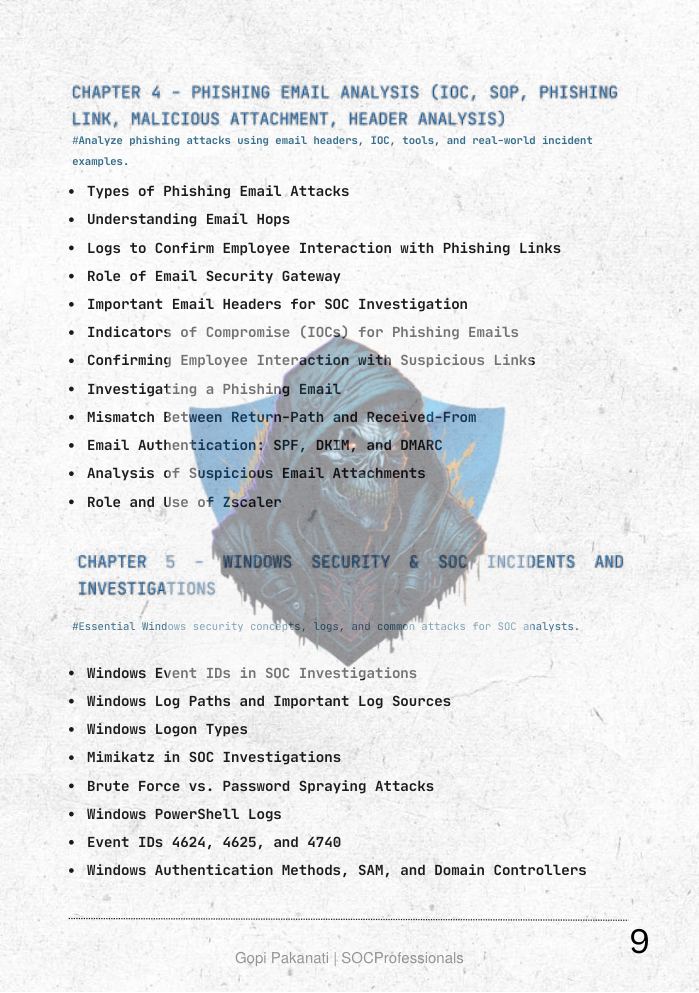 CHAPTER 4 - PHISHING EMAIL ANALYSIS (IOC, SOP, PHISHING
LINK, MALICIOUS ATTACHMENT, HEADER ANALYSIS)
#Analyze phishing attacks using email headers, IOC, tools, and real-world incident
examples.
• Types of Phishing Email Attacks
• Understanding Email Hops
• Logs to Confirm Employee Interaction with Phishing Links
• Role of Email Security Gateway
• Important Email Headers for SOC Investigation
• Indicators of Compromise (IOCs) for Phishing Emails
• Confirming Employee Interaction with Suspicious Links
• Investigating a Phishing Email
• Mismatch Between Return-Path and Received-From
• Email Authentication: SPF, DKIM, and DMARC
• Analysis of Suspicious Email Attachments
• Role and Use of Zscaler
CHAPTER 5 - WINDOWS SECURITY & SOC INCIDENTS AND
INVESTIGATIONS
#Essential Windows security concepts, logs, and common attacks for SOC analysts.
• Windows Event IDs in SOC Investigations
• Windows Log Paths and Important Log Sources
• Windows Logon Types
• Mimikatz in SOC Investigations
• Brute Force vs. Password Spraying Attacks
• Windows PowerShell Logs
• Event IDs 4624, 4625, and 4740
• Windows Authentication Methods, SAM, and Domain Controllers
9
Gopi Pakanati | SOCProfessionals